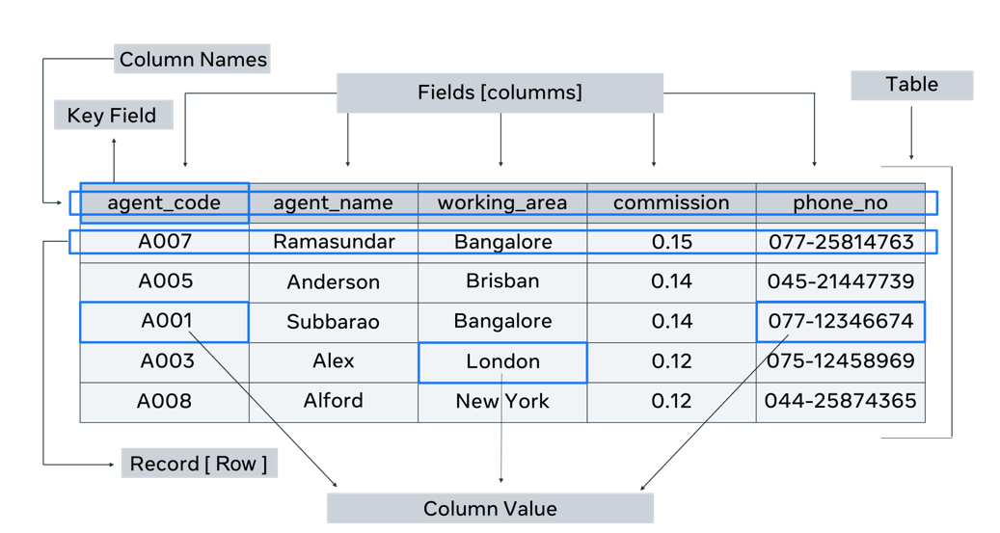 Column Names
Fields [columms]
Table
Key Field
agent_code agent_name working_area commission phone_no
A007 Ramasundar Bangalore 0.15 077-25814763
A005 Anderson Brisban 0.14 045-21447739
A001 Subbarao Bangalore 0.14 077-12346674
A003 Alex London 0.12 075-12458969
A008 Alford New York 0.12 044-25874365
Record [ Row ]
Column Value